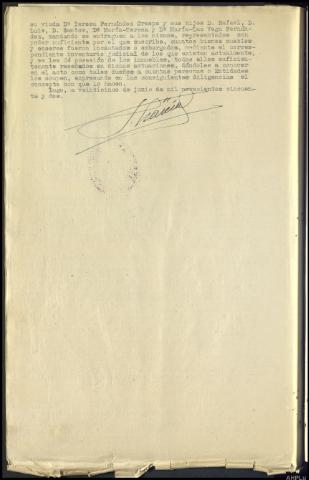 su viuda Dª Teresa Fernández Crespo y sus hijos D. Rafael, D.
Luis, D. Santos, Dª María-Teresa y Dª María-Luz Vega Fernán-
dez, mandando se entreguen a los mismos, representados con
poder suficiente por el que suscribe, cuantos bienes muebles
y enseres fueron incautados o embargados, mediante el corres-
pondiente inventario judicial de los que existan actualmente,
y se les dé posesión de los inmuebles, todos ellos suficien-
temente reseñados en dichas actuaciones, dándoles a conocer
en el acto como tales dueños a cuantas personas o Entidades
los ocupen, expresando en las consiguientes diligencias el
concepto con que lo hacen.
Lugo, a veinticinco de junio de mil novecientos cincuen-
ta y dos.
AHPLu